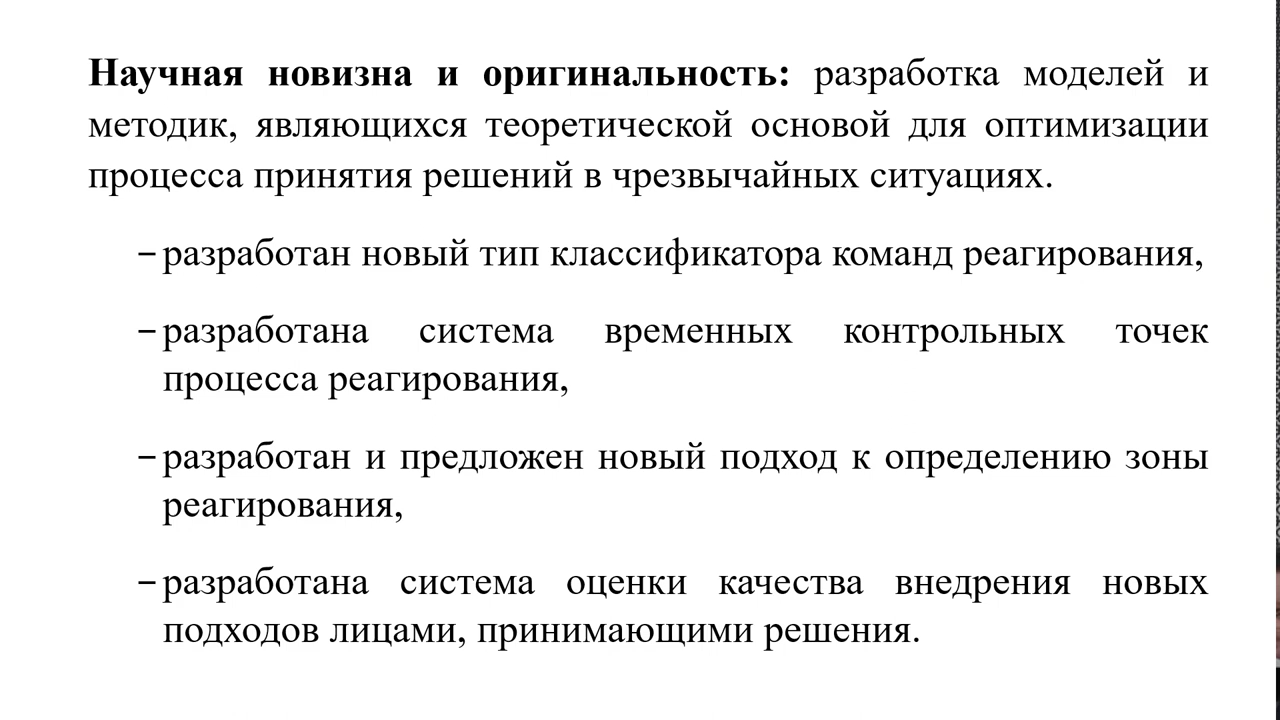 Научная новизна и оригинальность: разработка моделей и
методик, являющихся теоретической основой для оптимизации
процесса принятия решений в чрезвычайных ситуациях.
– разработан новый тип классификатора команд реагирования,
– разработана система временных контрольных точек
процесса реагирования,
– разработан и предложен новый подход к определению зоны
реагирования,
– разработана система оценки качества внедрения новых
подходов лицами, принимающими решения.